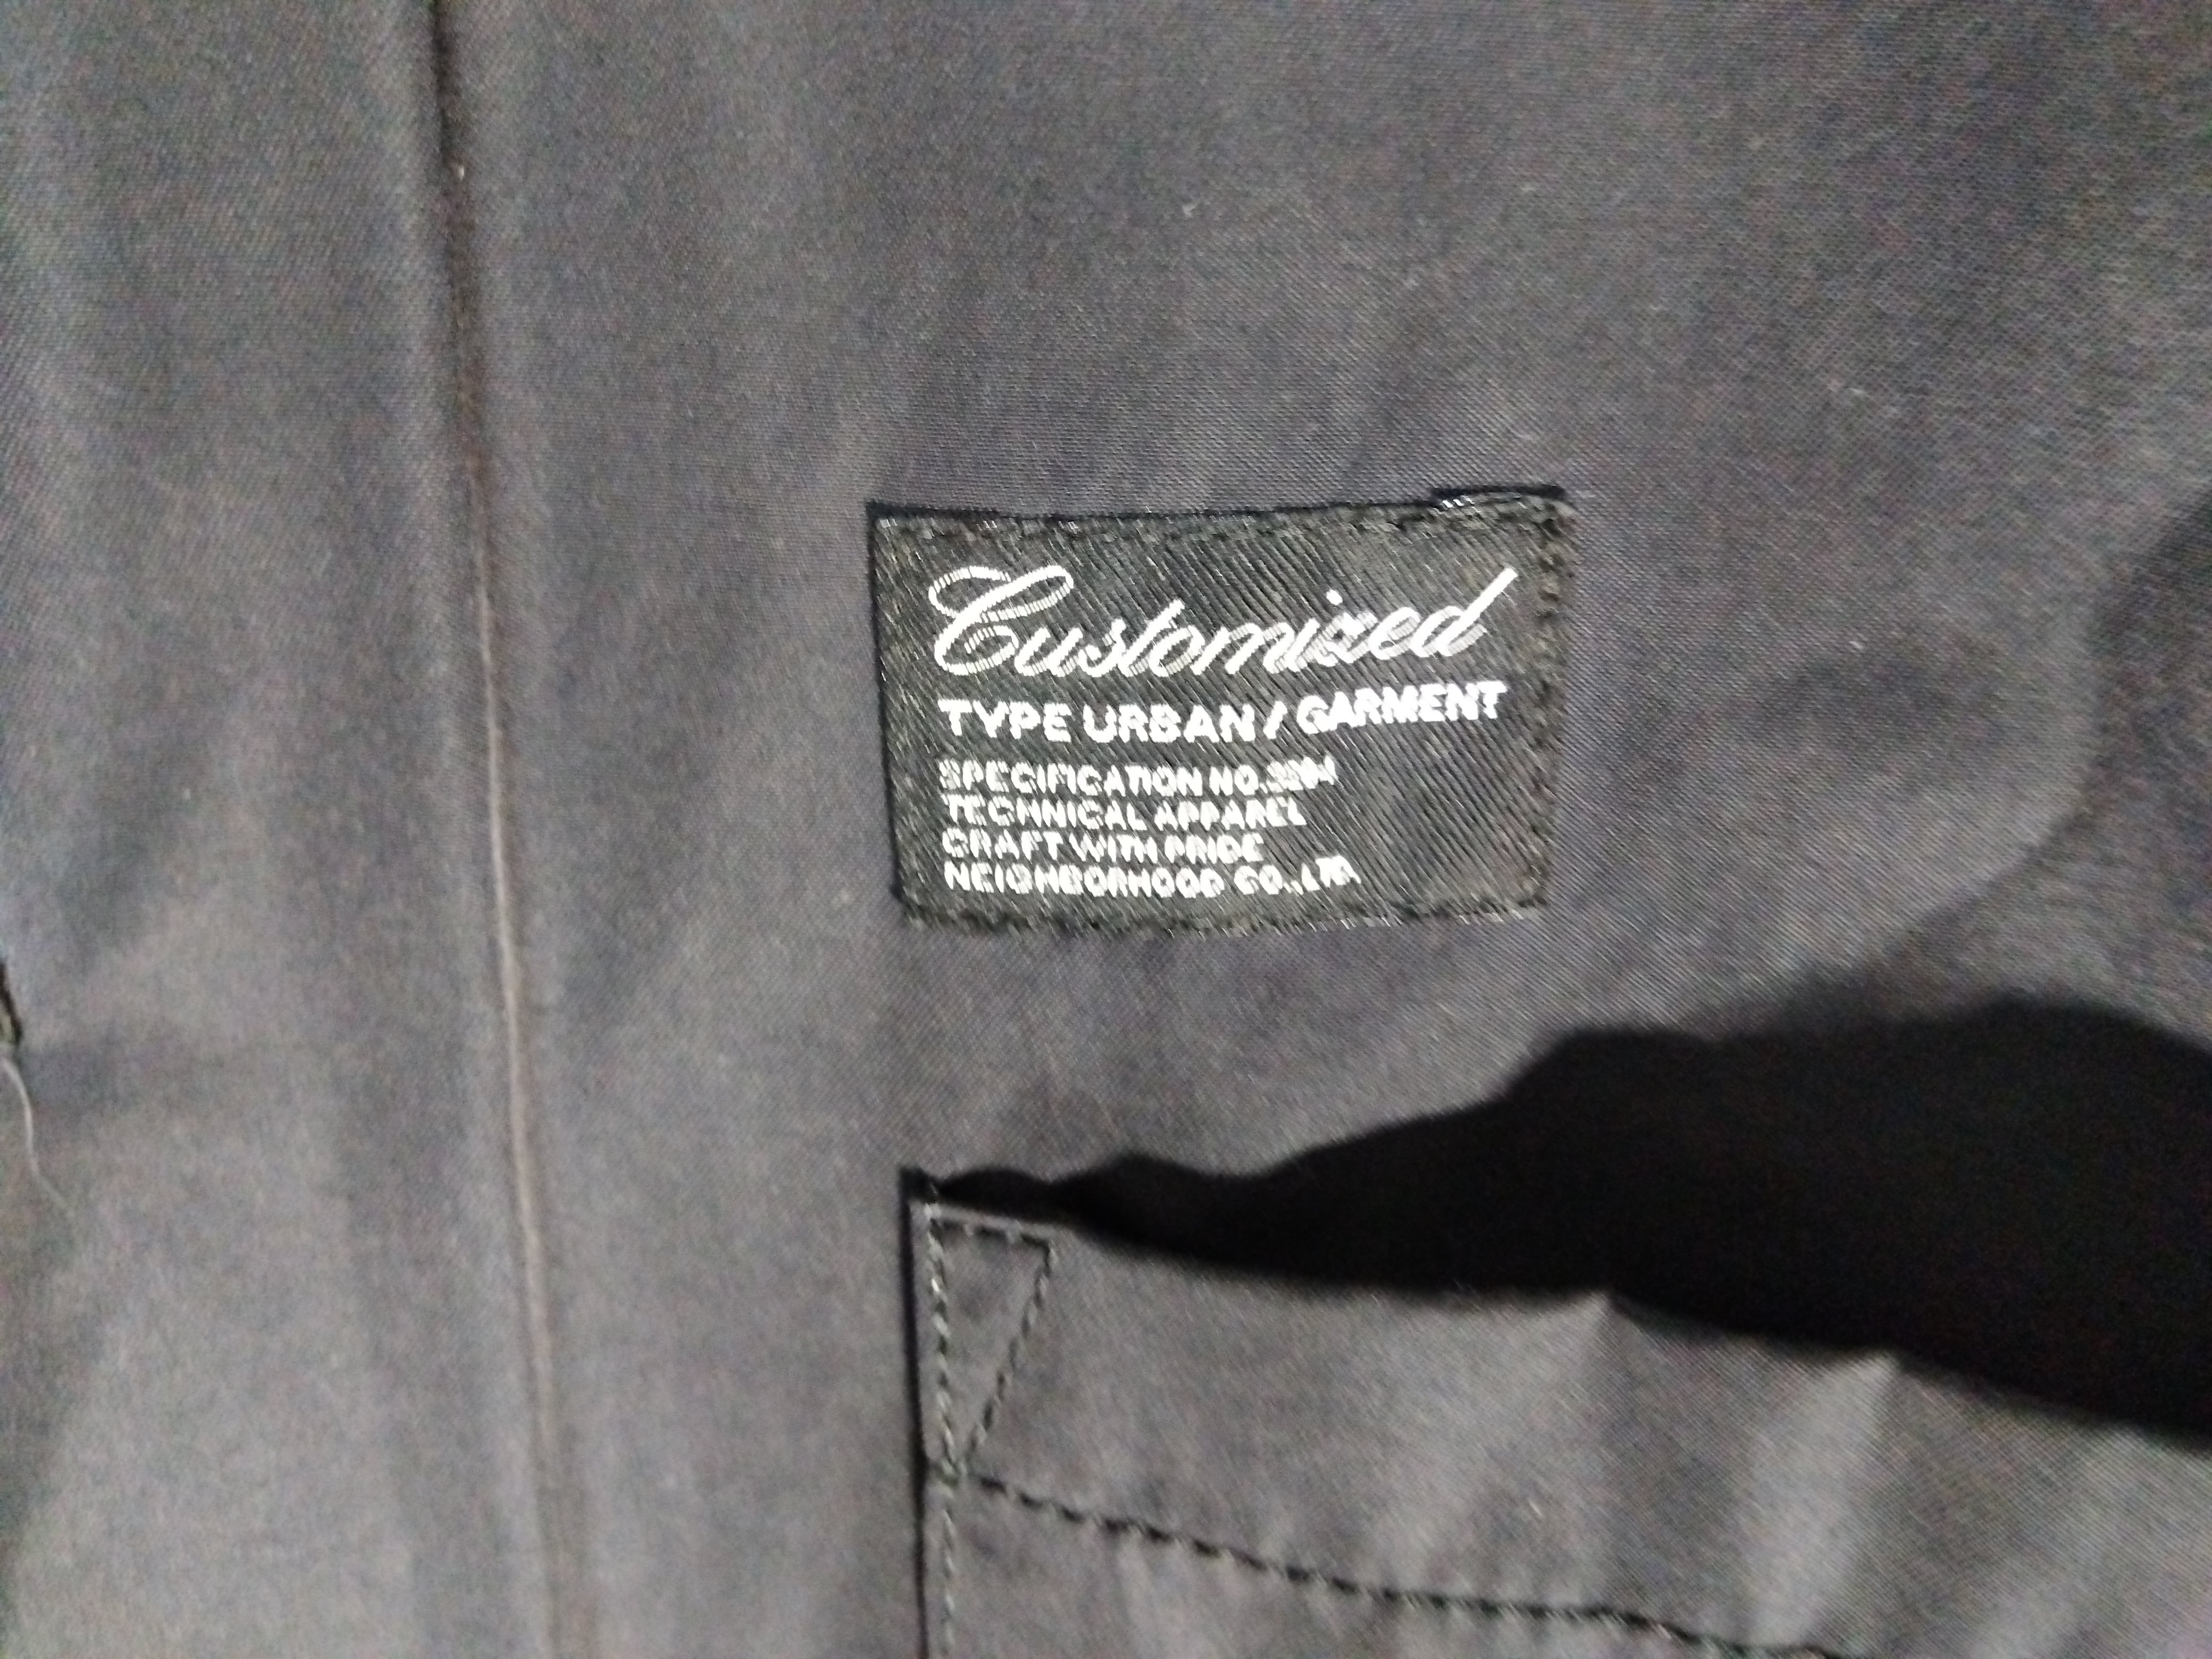 Customized
TYPE URBAN / GARMENT
SPECIFICATION NO.
TECHNICAL APPAREL
CRAFT WITH PRIDE
NEIGHBORHOOD CO.,LTD.